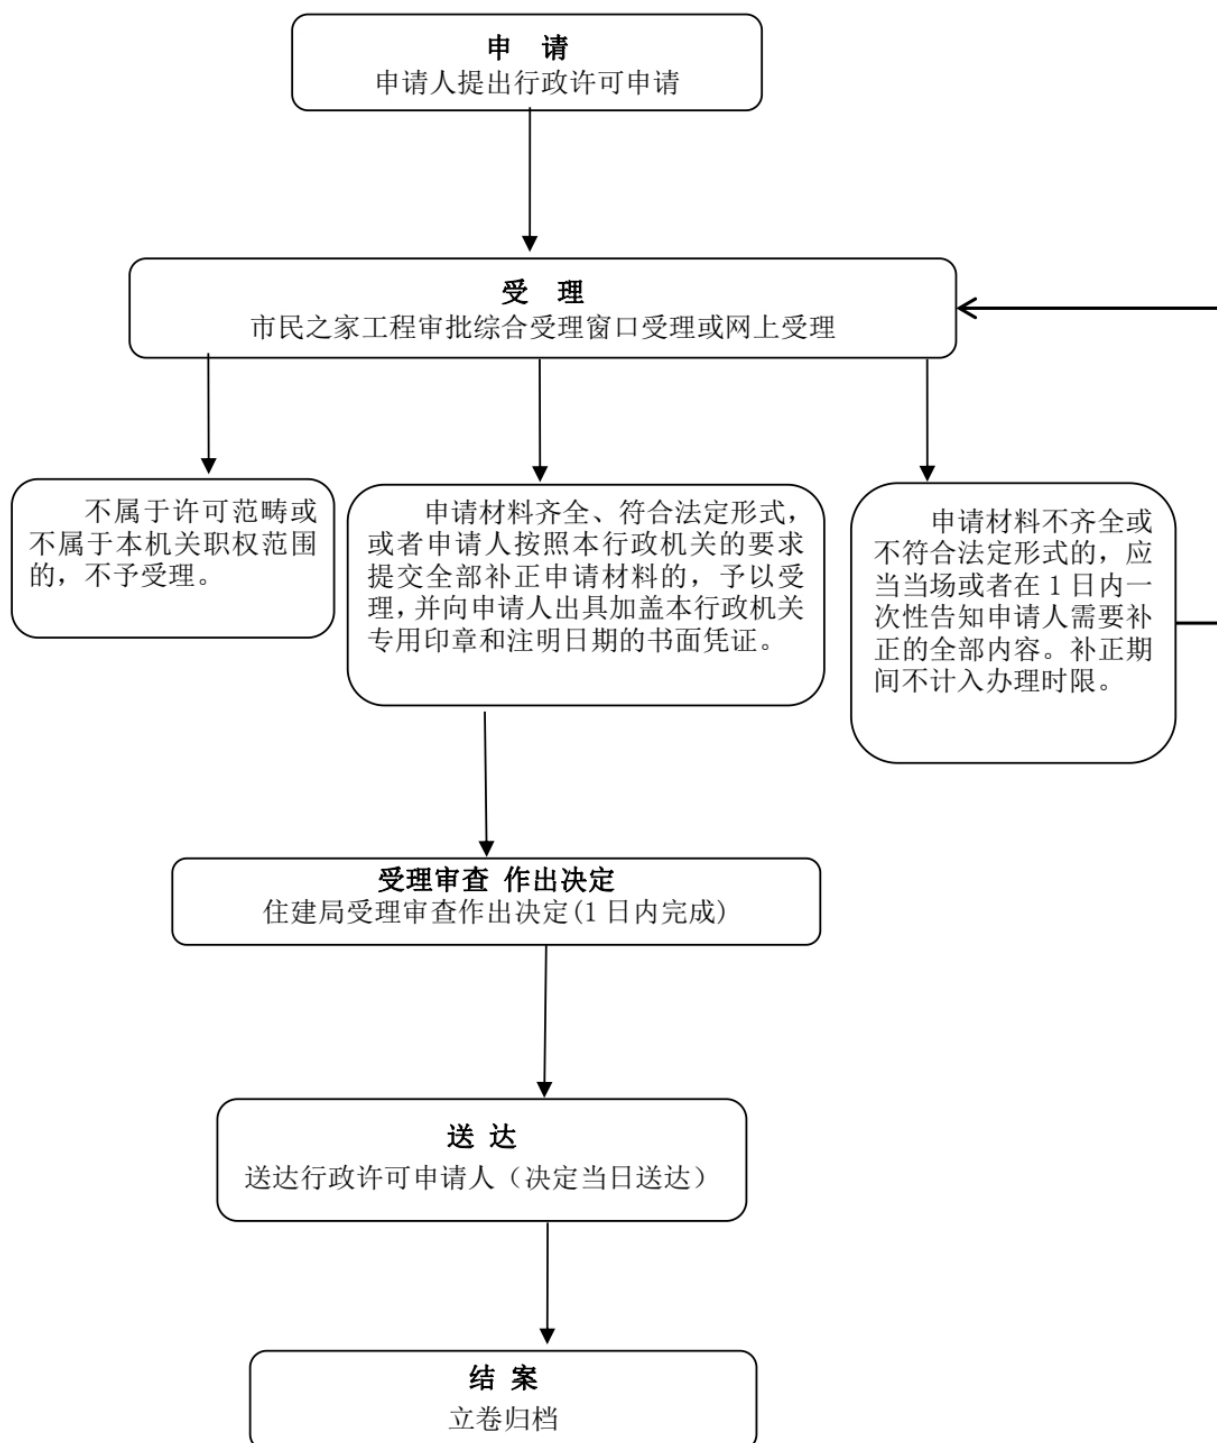 申 请
申请人提出行政许可申请
受 理
市民之家工程审批综合受理窗口受理或网上受理
不属于许可范畴或
不属于本机关职权范围
的，不予受理。
申请材料齐全、符合法定形式，
或者申请人按照本行政机关的要求
提交全部补正申请材料的，予以受
理，并向申请人出具加盖本行政机关
专用印章和注明日期的书面凭证。
申请材料不齐全或
不符合法定形式的，应
当当场或者在 1 日内一
次性告知申请人需要补
正的全部内容。补正期
间不计入办理时限。
受理审查 作出决定
住建局受理审查作出决定(1 日内完成)
送 达
送达行政许可申请人（决定当日送达）
结 案
立卷归档